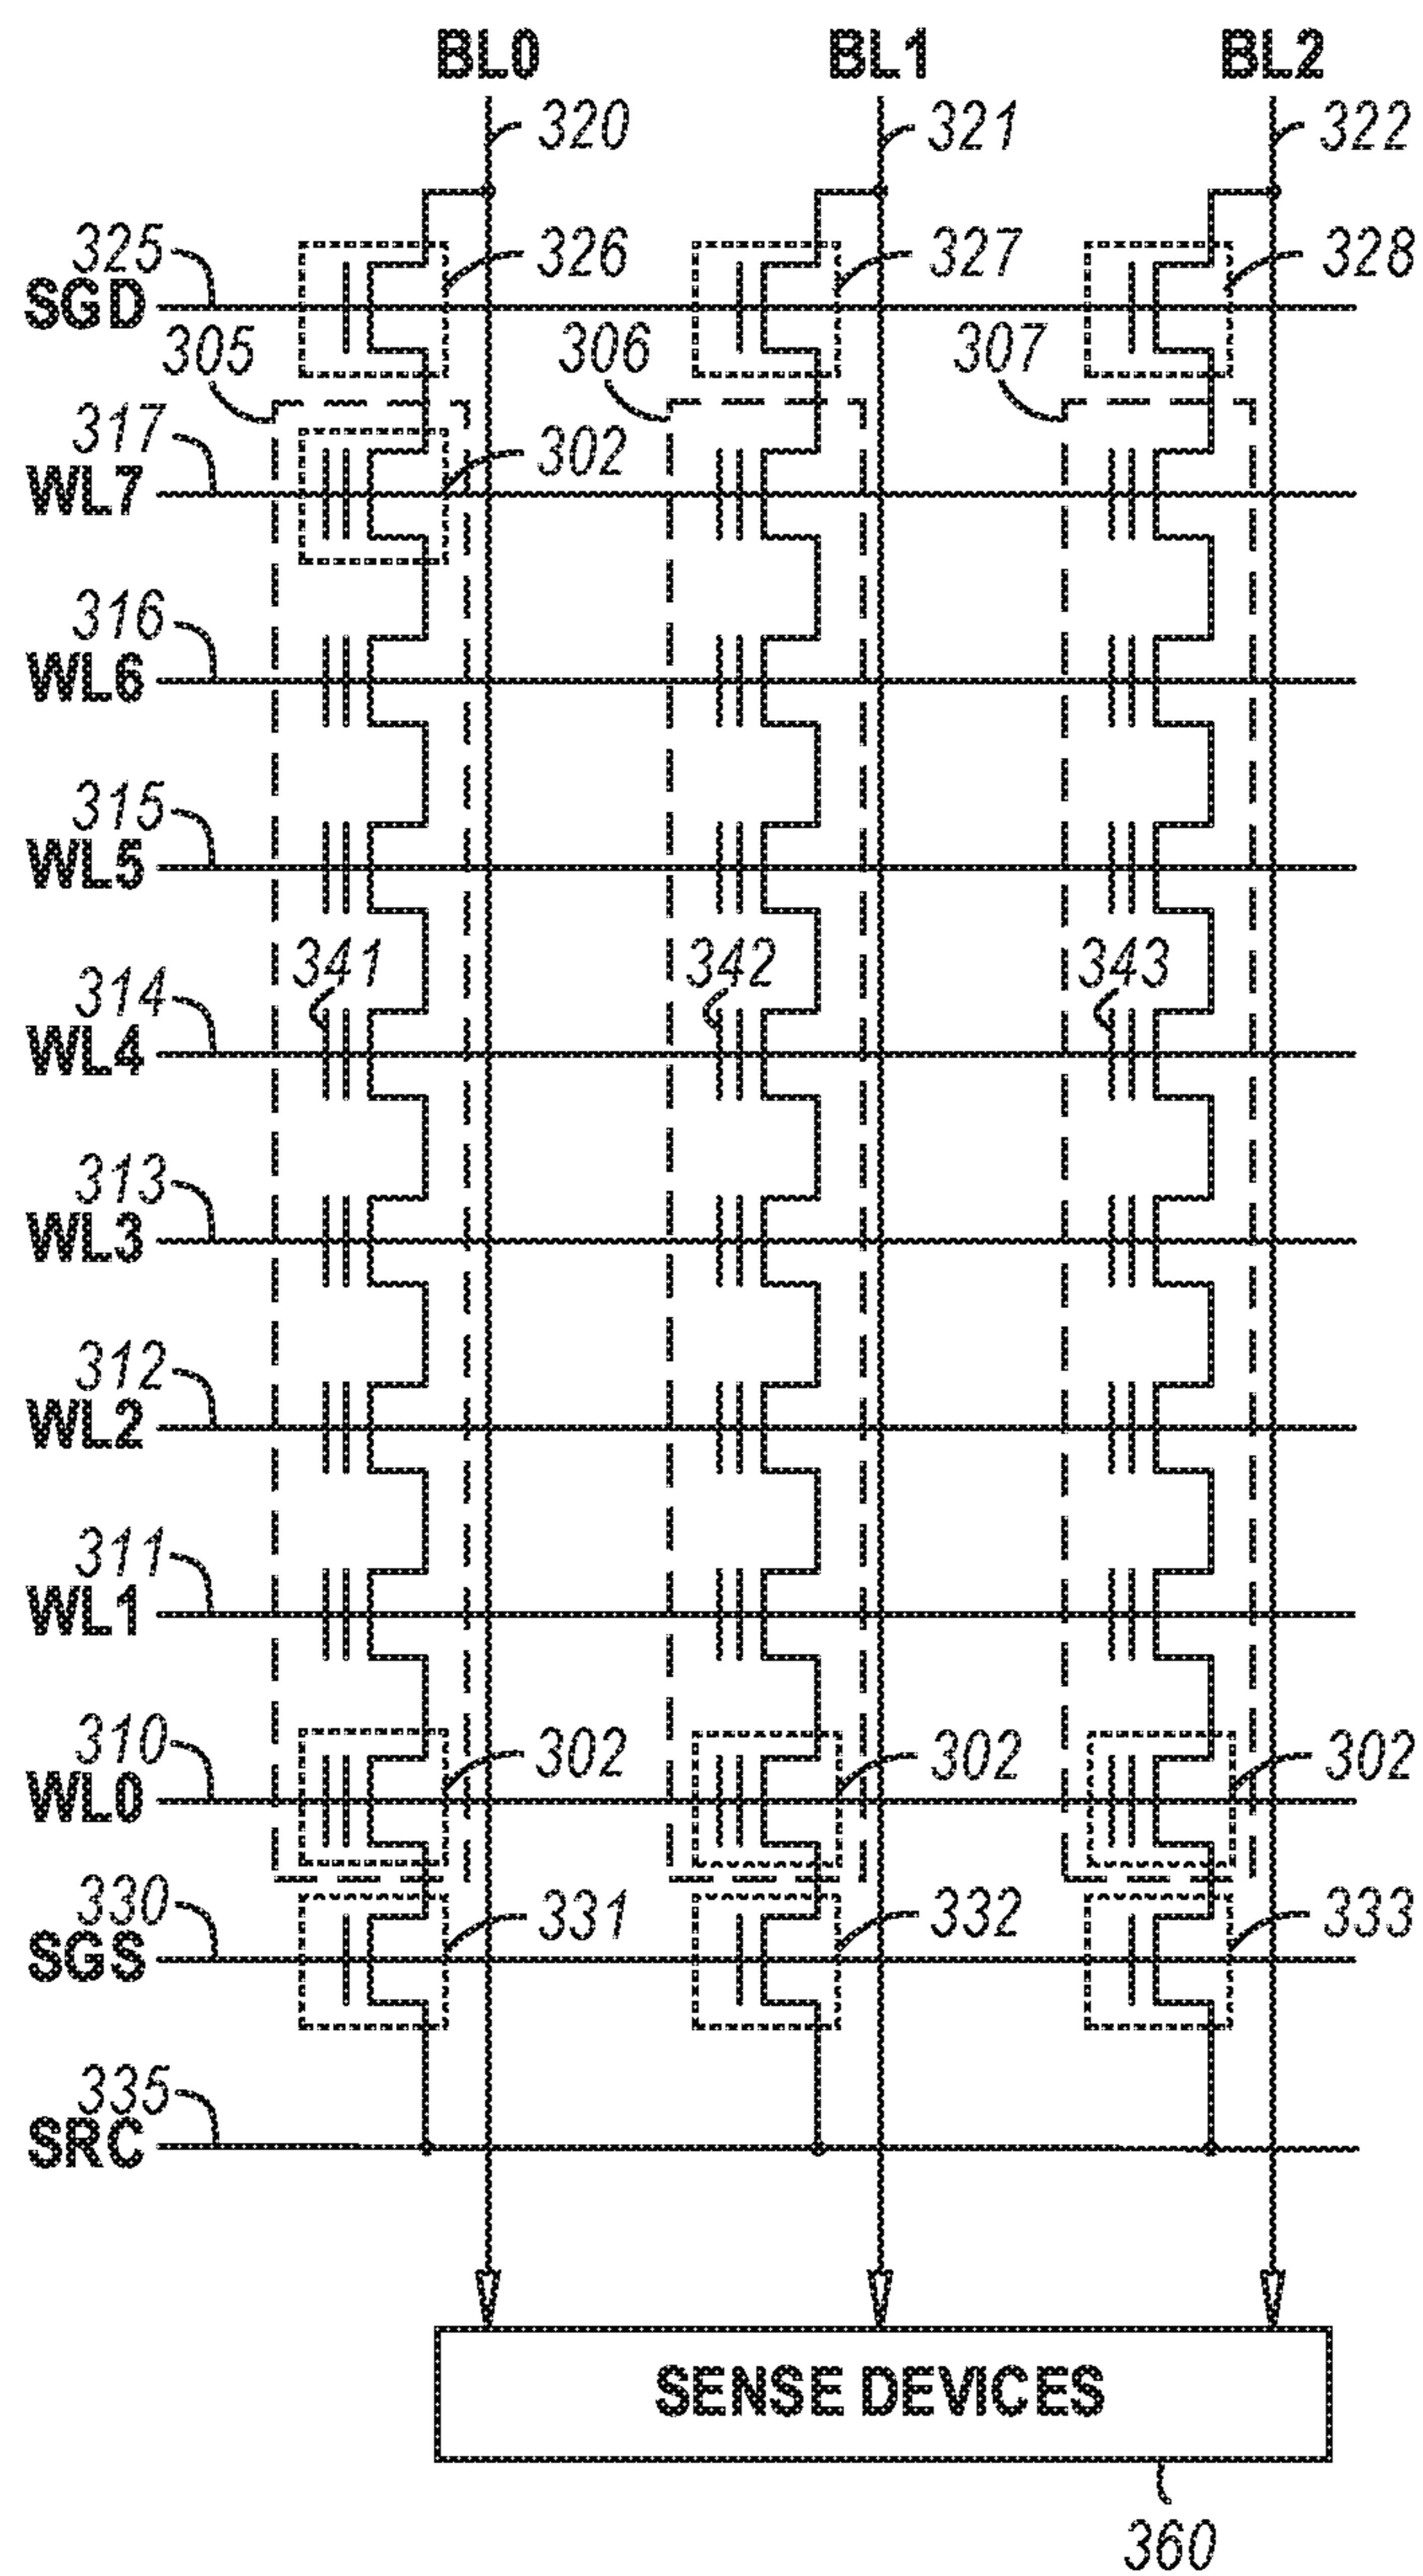 BL0 BL1 BL2
320 321 322
325 326 327 328
SGD
305 306 307
317 302
WL7
316
WL6
315
WL5
341 342 343
314
WL4
313
WL3
312
WL2
311
WL1
310 302 302 302
WL0
330 331 332 333
SGS
335
SRC
SENSE DEVICES
360